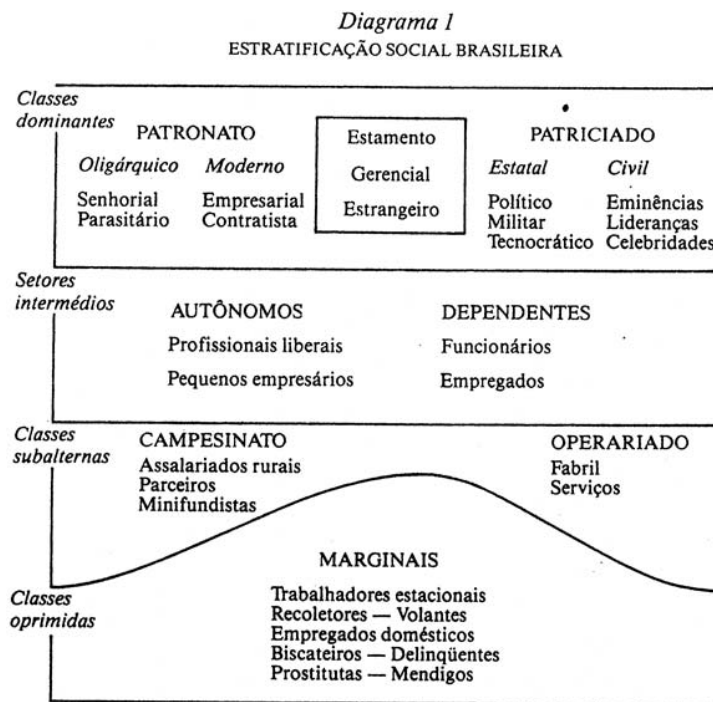 Diagrama 1
ESTRATIFICAÇÃO SOCIAL BRASILEIRA
Classes
dominantes
PATRONATO
Oligárquico Moderno
Senhorial Empresarial
Parasitário Contratista
Estamento
Gerencial
Estrangeiro
PATRICIADO
Estatal Civil
Político Eminências
Militar Lideranças
Tecnocrático Celebridades
Setores
intermédios
AUTÔNOMOS
Profissionais liberais
Pequenos empresários
DEPENDENTES
Funcionários
Empregados
Classes
subalternas
CAMPESINATO
Assalariados rurais
Parceiros
Minifundistas
OPERARIADO
Fabril
Serviços
Classes
oprimidas
MARGINAIS
Trabalhadores estacionais
Recoletores — Volantes
Empregados domésticos
Biscateiros — Delinqüentes
Prostitutas — Mendigos